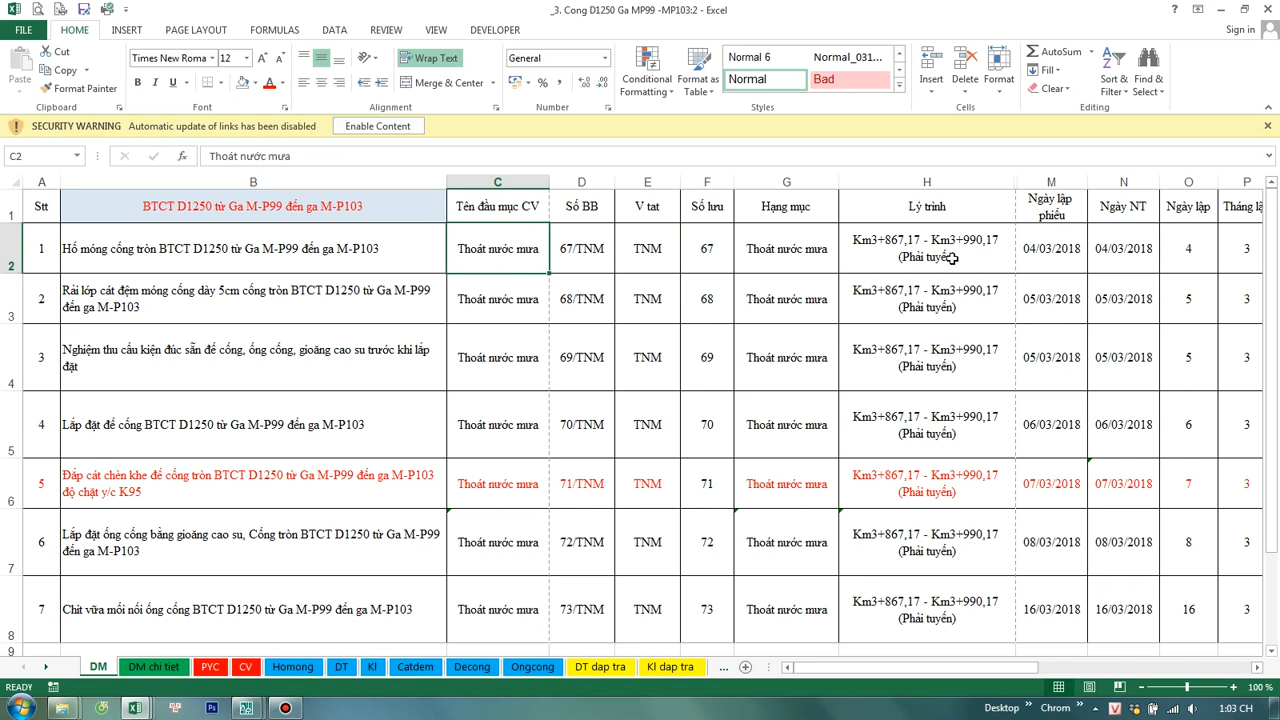 _3. Cong D1250 Ga MP99 -MP103:2 - Excel
FILE HOME INSERT PAGE LAYOUT FORMULAS DATA REVIEW VIEW DEVELOPER Sign in
Paste
Cut
Copy
Format Painter
Clipboard
Times New Roma 12
B I U
Font
Wrap Text
Merge & Center
Alignment
General
Number
Conditional Formatting
Format as Table
Normal 6 Normal_031...
Normal Bad
Styles
Insert Delete Format
Cells
AutoSum
Fill
Clear
Sort & Filter
Find & Select
Editing
SECURITY WARNING Automatic update of links has been disabled Enable Content
C2 fx Thoát nước mưa
A B C D E F G H M N O P
1 Stt BTCT D1250 từ Ga M-P99 đến ga M-P103 Tên đầu mục CV Số BB V tat Số lưu Hạng mục Lý trình Ngày lập phiếu Ngày NT Ngày lập Tháng lậ
2 1 Hố móng cống tròn BTCT D1250 từ Ga M-P99 đến ga M-P103 Thoát nước mưa 67/TNM TNM 67 Thoát nước mưa Km3+867,17 - Km3+990,17 (Phải tuyến) 04/03/2018 04/03/2018 4 3
3 2 Rải lớp cát đệm móng cống dày 5cm cống tròn BTCT D1250 từ Ga M-P99 đến ga M-P103 Thoát nước mưa 68/TNM TNM 68 Thoát nước mưa Km3+867,17 - Km3+990,17 (Phải tuyến) 05/03/2018 05/03/2018 5 3
4 3 Nghiệm thu cấu kiện đúc sẵn đế cống, ống cống, gioăng cao su trước khi lắp đặt Thoát nước mưa 69/TNM TNM 69 Thoát nước mưa Km3+867,17 - Km3+990,17 (Phải tuyến) 05/03/2018 05/03/2018 5 3
5 4 Lắp đặt đế cống BTCT D1250 từ Ga M-P99 đến ga M-P103 Thoát nước mưa 70/TNM TNM 70 Thoát nước mưa Km3+867,17 - Km3+990,17 (Phải tuyến) 06/03/2018 06/03/2018 6 3
6 5 Đắp cát chèn khe đế cống tròn BTCT D1250 từ Ga M-P99 đến ga M-P103 độ chặt y/c K95 Thoát nước mưa 71/TNM TNM 71 Thoát nước mưa Km3+867,17 - Km3+990,17 (Phải tuyến) 07/03/2018 07/03/2018 7 3
7 6 Lắp đặt ống cống bằng gioăng cao su, Cống tròn BTCT D1250 từ Ga M-P99 đến ga M-P103 Thoát nước mưa 72/TNM TNM 72 Thoát nước mưa Km3+867,17 - Km3+990,17 (Phải tuyến) 08/03/2018 08/03/2018 8 3
8 7 Chít vữa mối nối ống cống BTCT D1250 từ Ga M-P99 đến ga M-P103 Thoát nước mưa 73/TNM TNM 73 Thoát nước mưa Km3+867,17 - Km3+990,17 (Phải tuyến) 16/03/2018 16/03/2018 16 3
9
DM DM chi tiet PYC CV Homong DT Kl Catdem Decong Ongcong DT dap tra Kl dap tra ...
READY 100 %
Desktop Chrom 1:03 CH